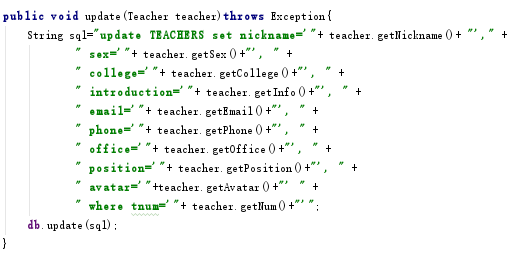 public void update(Teacher teacher)throws Exception{
String sql="update TEACHERS set nickname='"+ teacher.getNickname()+ "'," +
" sex='"+ teacher.getSex()+"', " +
" college='"+ teacher.getCollege()+"', " +
" introduction='"+ teacher.getInfo()+"', " +
" email='"+ teacher.getEmail()+"', " +
" phone='"+ teacher.getPhone()+"', " +
" office='"+ teacher.getOffice()+"', " +
" position='"+ teacher.getPosition()+"', " +
" avatar='"+teacher.getAvatar()+"' " +
" where tnum='"+ teacher.getNum()+"'";
db.update(sql);
}